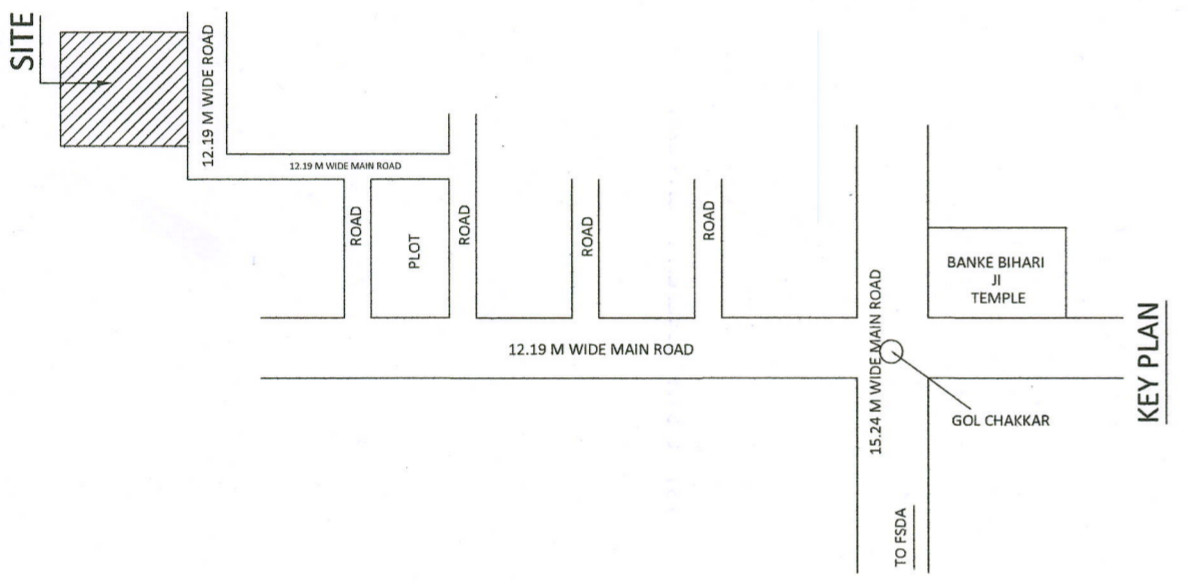 SITE
12.19 M WIDE ROAD
12.19 M WIDE MAIN ROAD
ROAD
PLOT
ROAD
ROAD
ROAD
12.19 M WIDE MAIN ROAD
15.24 M WIDE MAIN ROAD
BANKE BIHARI
JI
TEMPLE
GOL CHAKKAR
TO FSDA
KEY PLAN